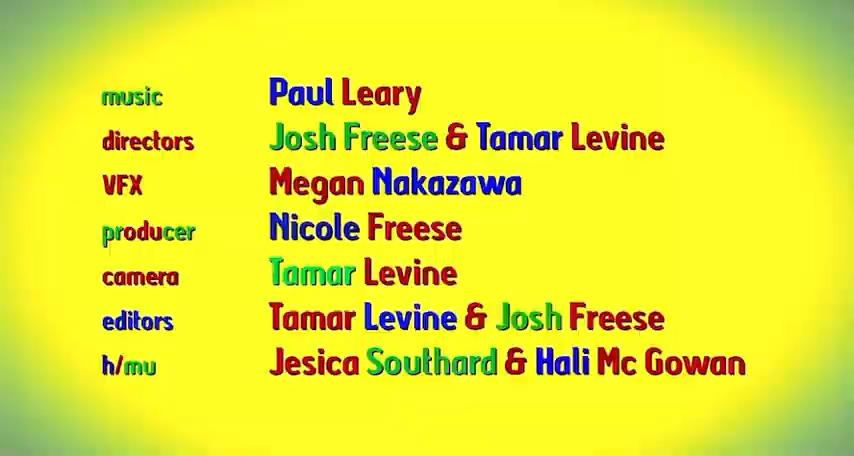 music Paul Leary
directors Josh Freese & Tamar Levine
VFX Megan Nakazawa
producer Nicole Freese
camera Tamar Levine
editors Tamar Levine & Josh Freese
h/mu Jesica Southard & Hali Mc Gowan